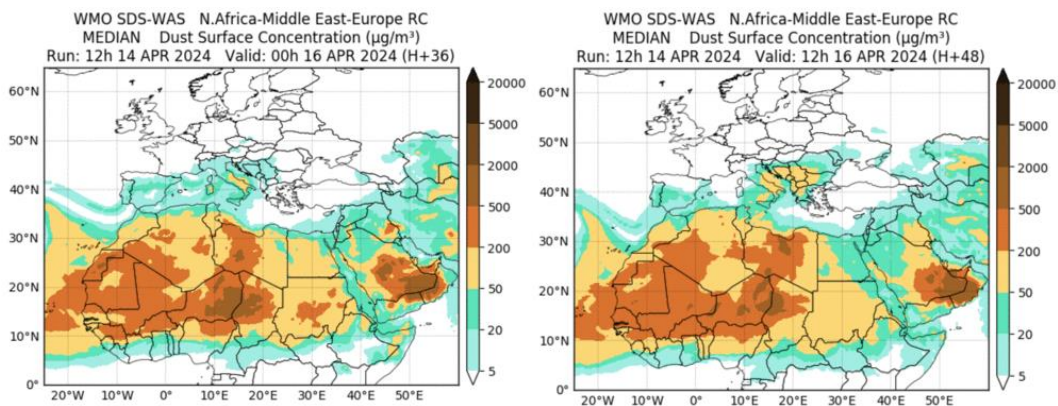 WMO SDS-WAS N.Africa-Middle East-Europe RC
MEDIAN Dust Surface Concentration (µg/m³)
Run: 12h 14 APR 2024 Valid: 00h 16 APR 2024 (H+36)
60°N
50°N
40°N
30°N
20°N
10°N
0°
20°W
10°W
0°E
10°E
20°E
30°E
40°E
50°E
20000
5000
2000
500
200
50
20
5
WMO SDS-WAS N.Africa-Middle East-Europe RC
MEDIAN Dust Surface Concentration (µg/m³)
Run: 12h 14 APR 2024 Valid: 12h 16 APR 2024 (H+48)
60°N
50°N
40°N
30°N
20°N
10°N
0°
20°W
10°W
0°E
10°E
20°E
30°E
40°E
50°E
20000
5000
2000
500
200
50
20
5